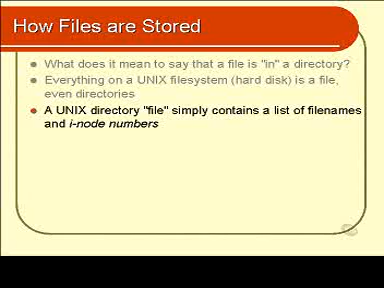 How Files are Stored
What does it mean to say that a file is "in" a directory?
Everything on a UNIX filesystem (hard disk) is a file,
even directories
A UNIX directory "file" simply contains a list of filenames
and i-node numbers